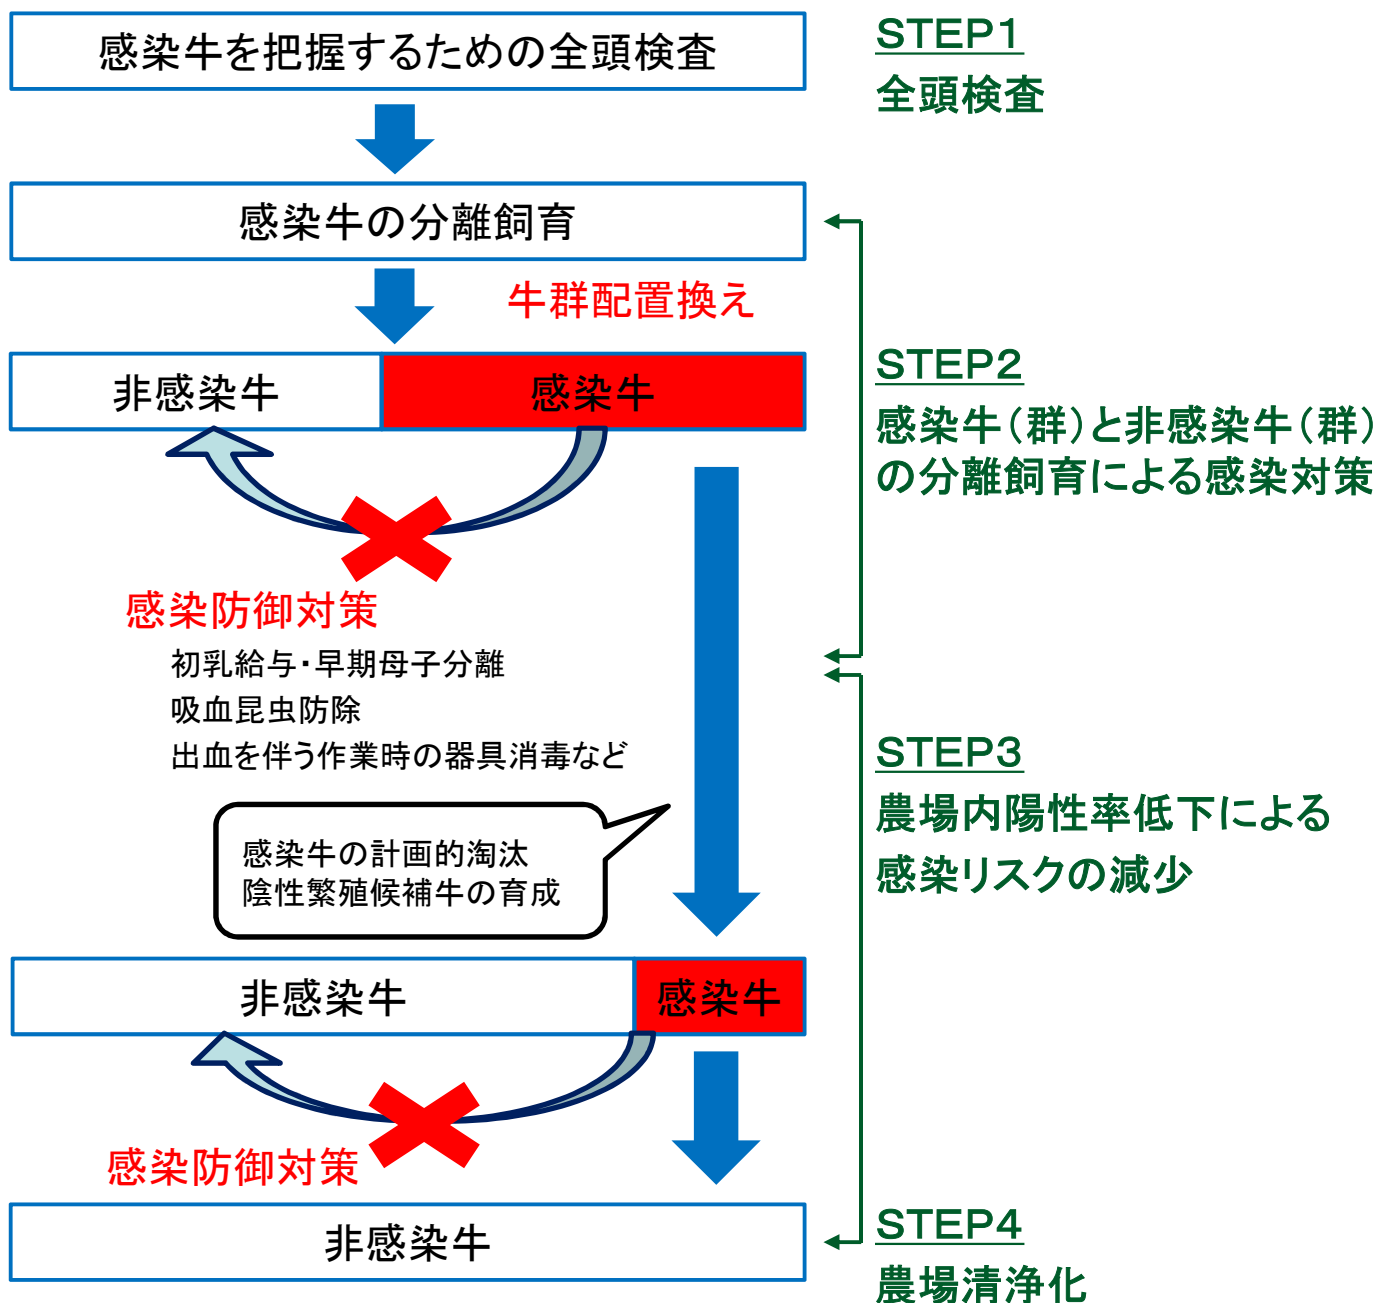 感染牛を把握するための全頭検査
STEP1
全頭検査
感染牛の分離飼育
牛群配置換え
非感染牛
感染牛
STEP2
感染牛（群）と非感染牛（群）
の分離飼育による感染対策
感染防御対策
初乳給与・早期母子分離
吸血昆虫防除
出血を伴う作業時の器具消毒など
STEP3
農場内陽性率低下による
感染リスクの減少
感染牛の計画的淘汰
陰性繁殖候補牛の育成
非感染牛
感染牛
感染防御対策
非感染牛
STEP4
農場清浄化